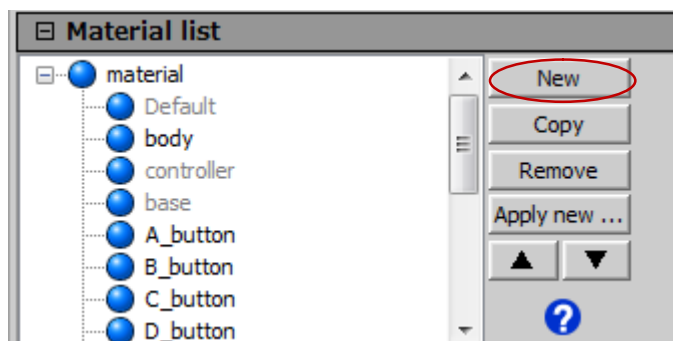 Material list
material
Default
body
controller
base
A_button
B_button
C_button
D_button
New
Copy
Remove
Apply new ...
?